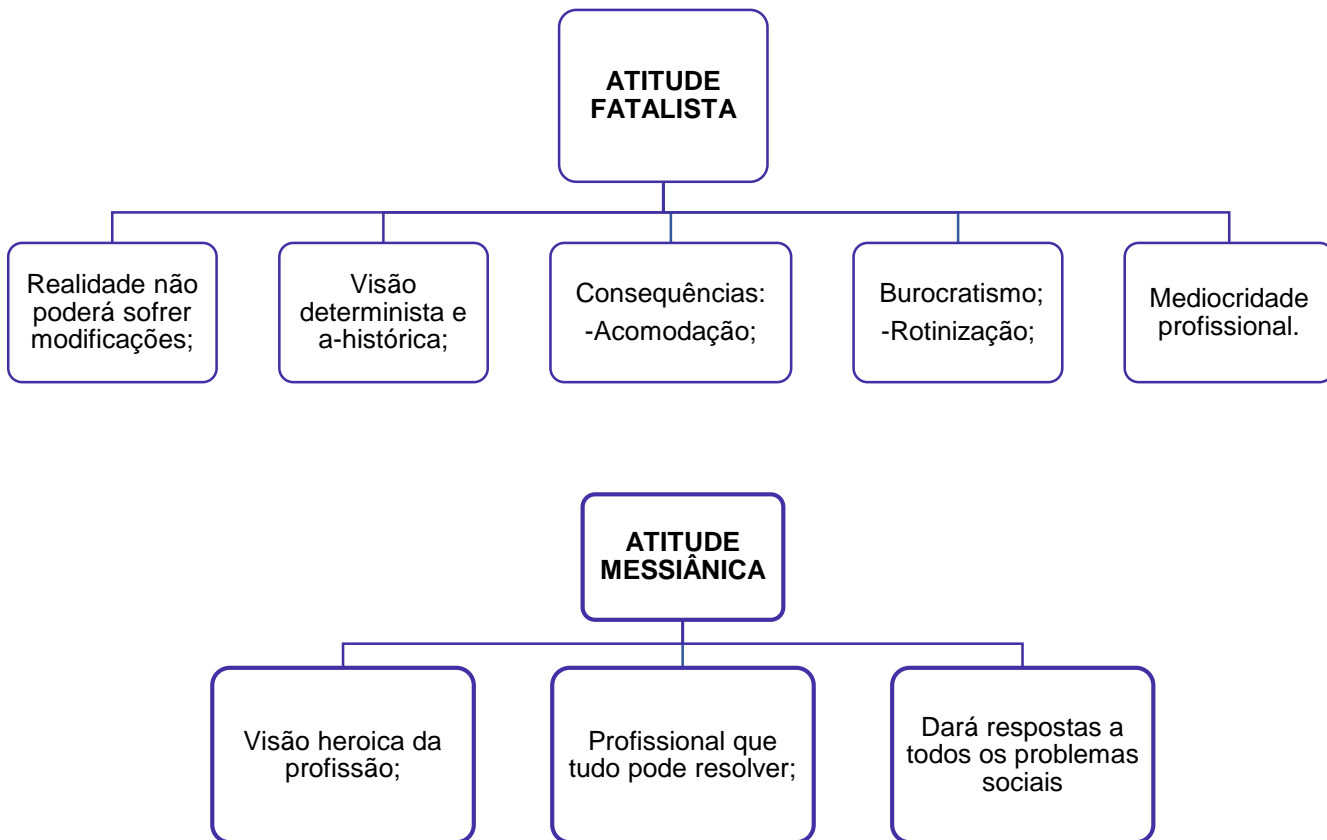 ATITUDE
FATALISTA
Realidade não
poderá sofrer
modificações;
Visão
determinista e
a-histórica;
Consequências:
-Acomodação;
Burocratismo;
-Rotinização;
Mediocridade
profissional.
ATITUDE
MESSIÂNICA
Visão heroica da
profissão;
Profissional que
tudo pode resolver;
Dará respostas a
todos os problemas
sociais